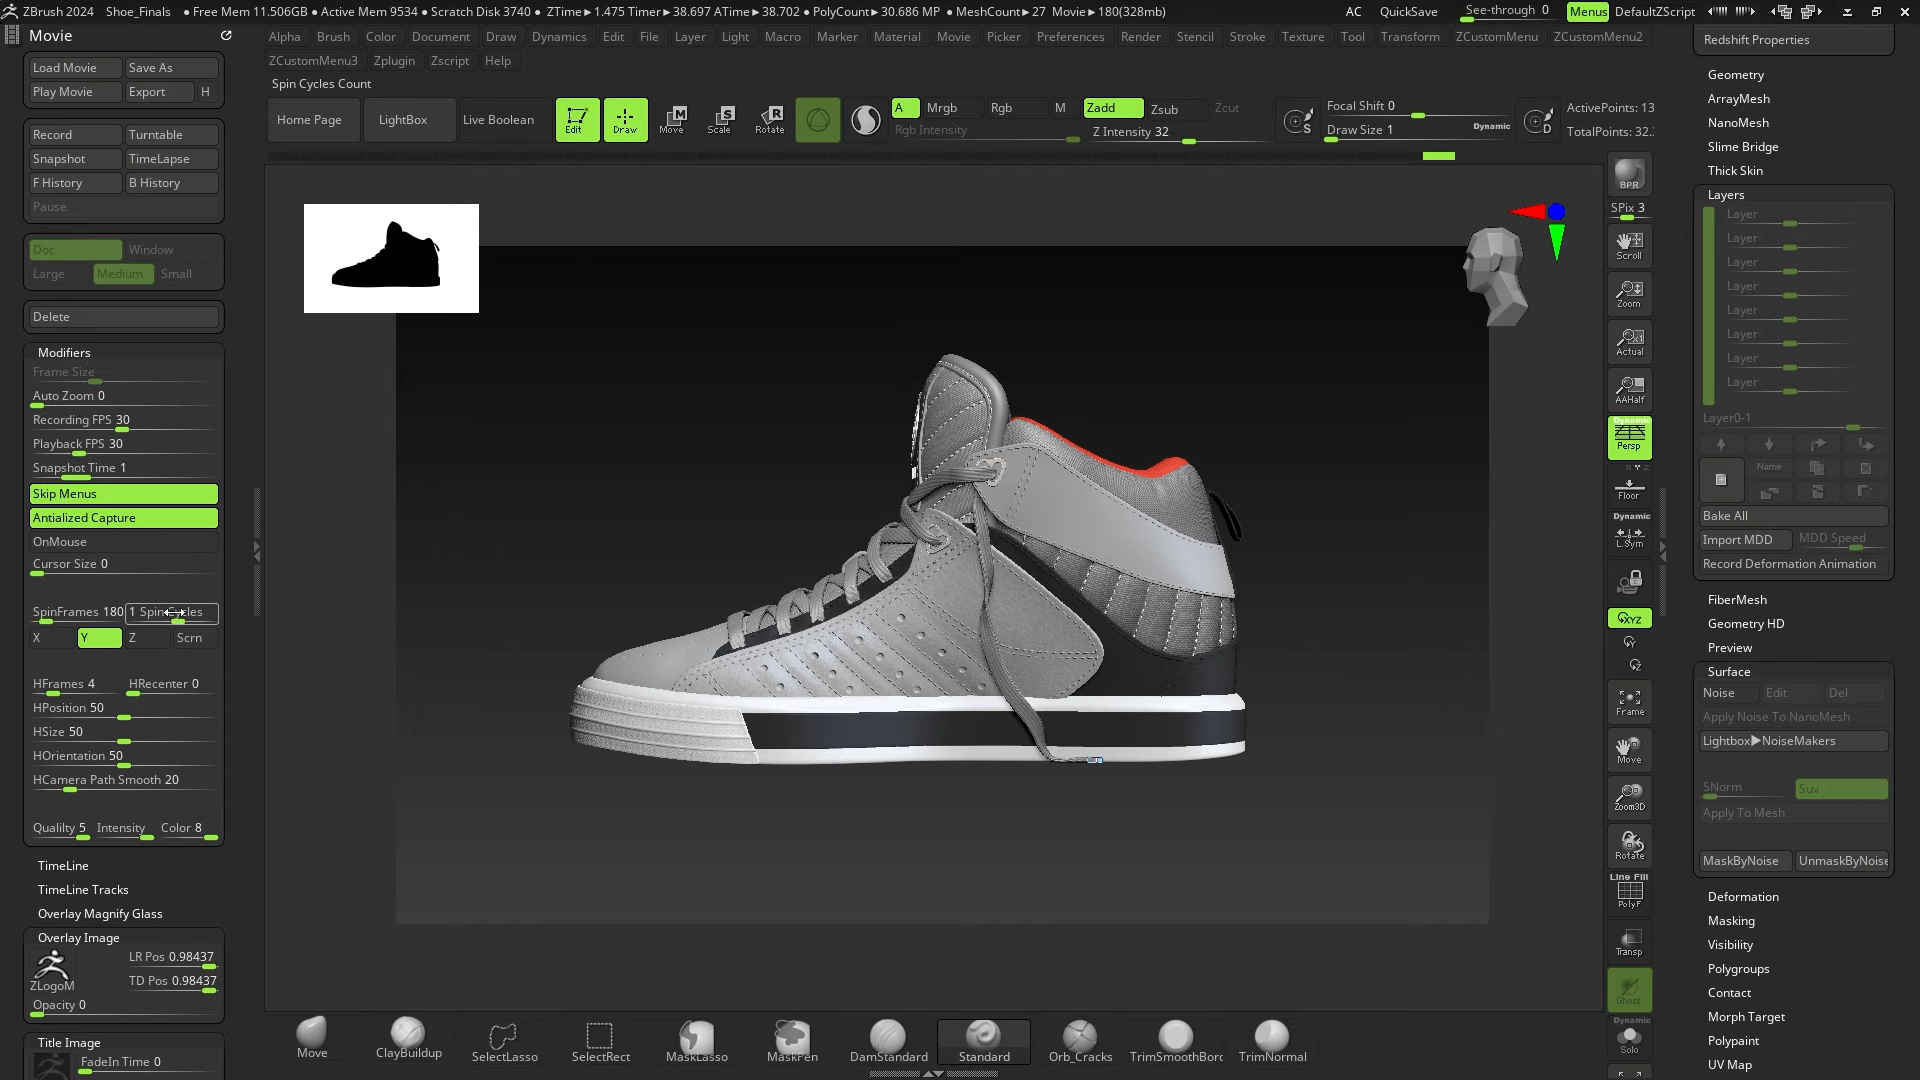 ZBrush 2024 Shoe_Finals ● Free Mem 11.506GB ● Active Mem 9534 ● Scratch Disk 3740 ● ZTime►1.475 Timer►38.697 ATime►38.702 ● PolyCount►30.686 MP ● MeshCount►27 Movie►180(328mb) AC QuickSave See-through 0 Menus DefaultZScript
Movie
Alpha Brush Color Document Draw Dynamics Edit File Layer Light Macro Marker Material Movie Picker Preferences Render Stencil Stroke Texture Tool Transform ZCustomMenu ZCustomMenu2
ZCustomMenu3 Zplugin Zscript Help
Spin Cycles Count
Home Page LightBox Live Boolean Edit Draw Move Scale Rotate A Mrgb Rgb M Zadd Zsub Zcut
Rgb Intensity Z Intensity 32
Focal Shift 0
Draw Size 1 Dynamic
S D
ActivePoints: 13
TotalPoints: 32.
Load Movie Save As
Play Movie Export H
Record Turntable
Snapshot TimeLapse
F History B History
Pause
Doc Window
Large Medium Small
Delete
Modifiers
Frame Size
Auto Zoom 0
Recording FPS 30
Playback FPS 30
Snapshot Time 1
Skip Menus
Antialized Capture
OnMouse
Cursor Size 0
SpinFrames 180 1 Spin Cycles
X Y Z Scrn
HFrames 4 HRecenter 0
HPosition 50
HSize 50
HOrientation 50
HCamera Path Smooth 20
Qualilty 5 Intensity Color 8
TimeLine
TimeLine Tracks
Overlay Magnify Glass
Overlay Image
ZLogoM
LR Pos 0.98437
TD Pos 0.98437
Opacity 0
Title Image
FadeIn Time 0
BPR
SPix 3
Scroll
Zoom
Actual
AAHalf
Dynamic
Persp
Floor
Dynamic
L.Sym
XYZ
Frame
Move
Zoom3D
Rotate
Line Fill
PolyF
Transp
Ghost
Dynamic
Solo
Redshift Properties
Geometry
ArrayMesh
NanoMesh
Slime Bridge
Thick Skin
Layers
Layer
Layer
Layer
Layer
Layer
Layer
Layer
Layer
Layer0-1
Name
Bake All
Import MDD MDD Speed
Record Deformation Animation
FiberMesh
Geometry HD
Preview
Surface
Noise Edit Del
Apply Noise To NanoMesh
Lightbox►NoiseMakers
SNorm Suv
Apply To Mesh
MaskByNoise UnmaskByNoise
Deformation
Masking
Visibility
Polygroups
Contact
Morph Target
Polypaint
UV Map
Move ClayBuildup SelectLasso SelectRect MaskLasso MaskPen DamStandard Standard Orb_Cracks TrimSmoothBorc TrimNormal